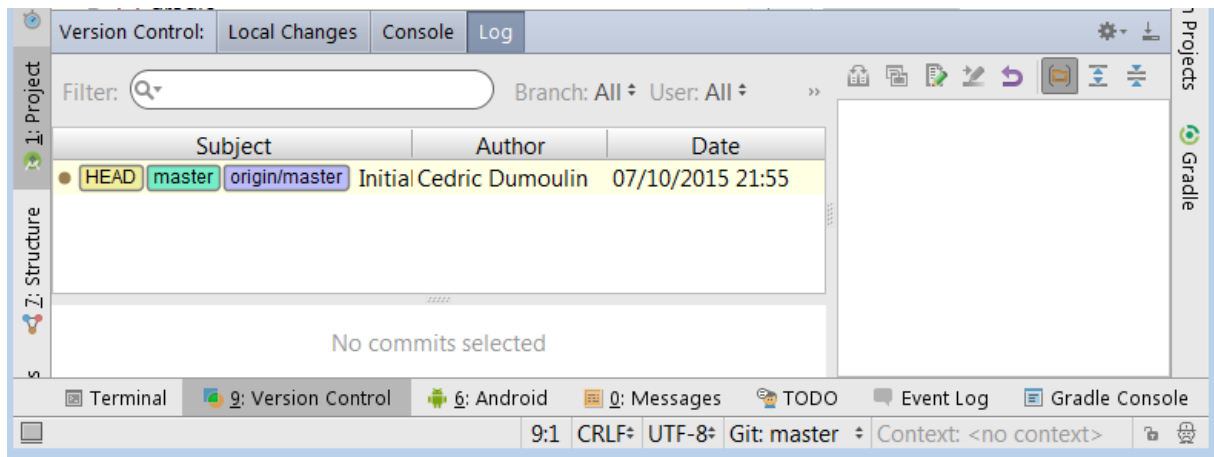 Version Control: Local Changes Console Log
Filter: Branch: All User: All
Subject Author Date
HEAD master origin/master Initial Cedric Dumoulin 07/10/2015 21:55
No commits selected
1: Project
7: Structure
Projects
Gradle
Terminal 9: Version Control 6: Android 0: Messages TODO Event Log Gradle Console
9:1 CRLF UTF-8 Git: master Context: <no context>